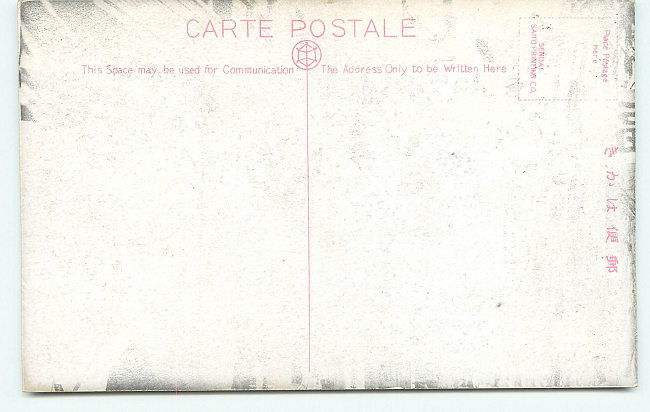 CARTE POSTALE
This Space may be used for Communication
The Address Only to be Written Here
Place Postage
Here
SENDAI
SAITO PRINTING CO.
きかは便郵